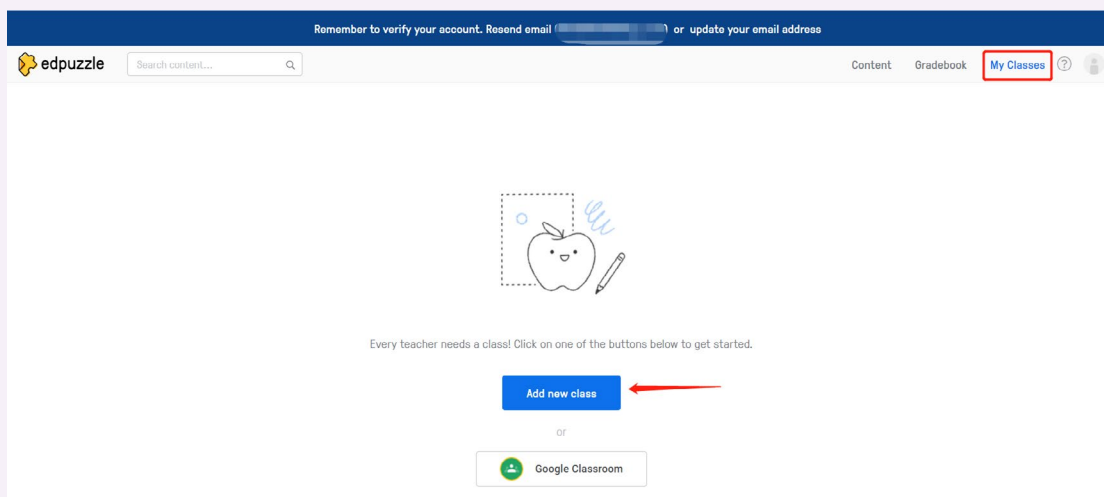 Remember to verify your account. Resend email ( ) or update your email address
edpuzzle
Search content...
Content
Gradebook
My Classes
?
Every teacher needs a class! Click on one of the buttons below to get started.
Add new class
or
Google Classroom